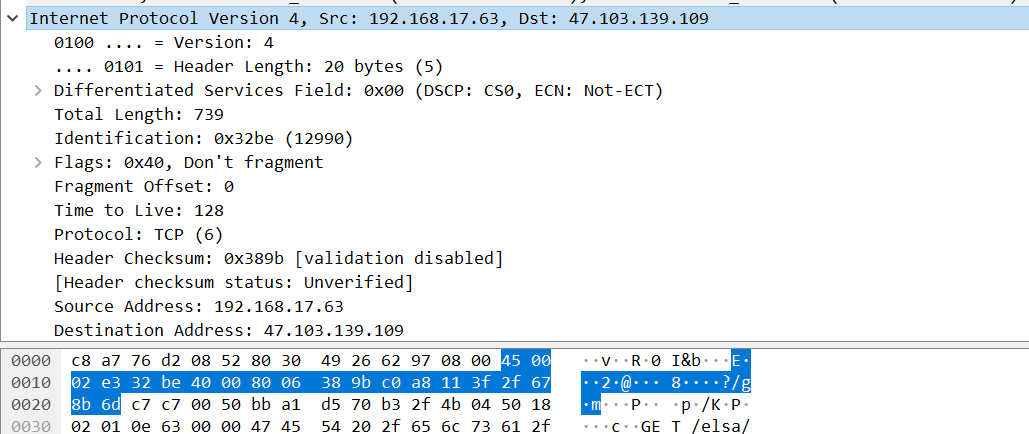 Internet Protocol Version 4, Src: 192.168.17.63, Dst: 47.103.139.109
0100 .... = Version: 4
.... 0101 = Header Length: 20 bytes (5)
Differentiated Services Field: 0x00 (DSCP: CS0, ECN: Not-ECT)
Total Length: 739
Identification: 0x32be (12990)
Flags: 0x40, Don't fragment
Fragment Offset: 0
Time to Live: 128
Protocol: TCP (6)
Header Checksum: 0x389b [validation disabled]
[Header checksum status: Unverified]
Source Address: 192.168.17.63
Destination Address: 47.103.139.109
0000 c8 a7 76 d2 08 52 80 30 49 26 62 97 08 00 45 00 ··v··R·0 I&b···E·
0010 02 e3 32 be 40 00 80 06 38 9b c0 a8 11 3f 2f 67 ··2·@··· 8····?/g
0020 8b 6d c7 c7 00 50 bb a1 d5 70 b3 2f 4b 04 50 18 ·m···P·· ·p·/K·P·
0030 02 01 0e 63 00 00 47 45 54 20 2f 65 6c 73 61 2f ···c··GE T /elsa/